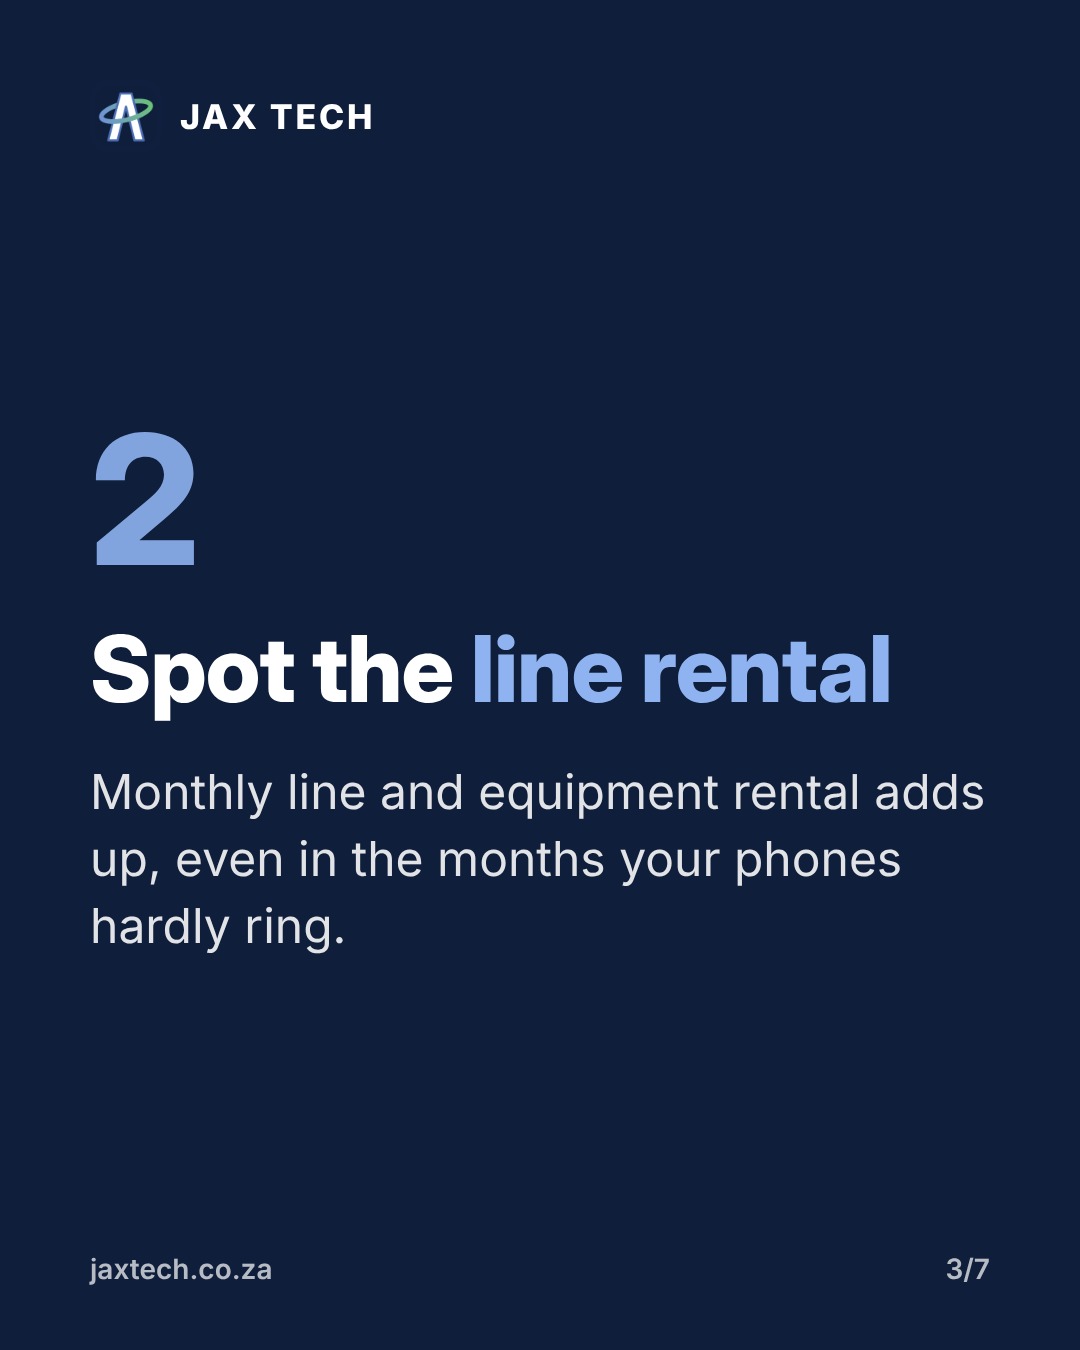 JAX TECH
2
Spot the line rental
Monthly line and equipment rental adds
up, even in the months your phones
hardly ring.
jaxtech.co.za
3/7